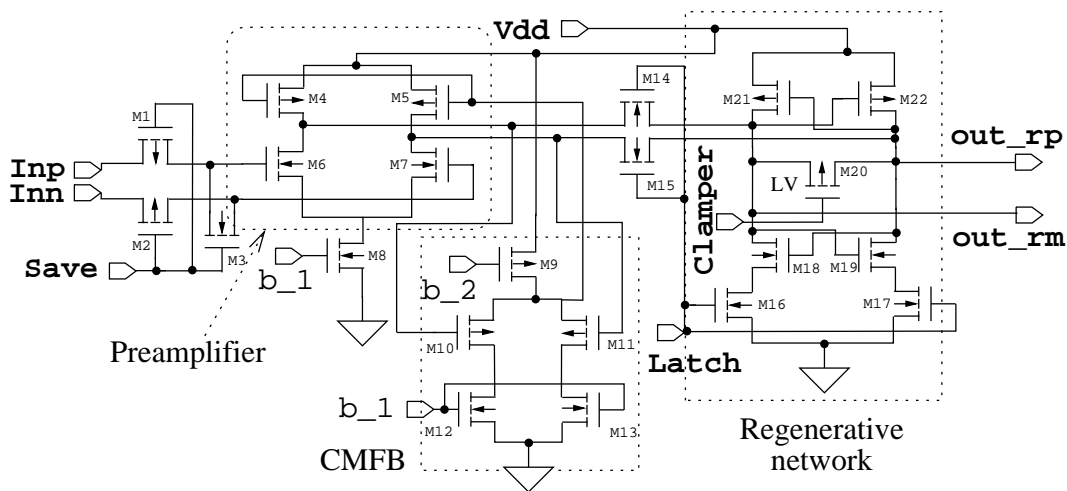 Vdd
M14
M4
M5
M21
M22
M1
Inp
M6
M7
out_rp
M15
LV
M20
Inn
Clamper
out_rm
M2
M3
Save
M8
b_1
M9
b_2
M18
M19
M16
M17
Preamplifier
M10
M11
Latch
b_1
M12
M13
CMFB
Regenerative
network